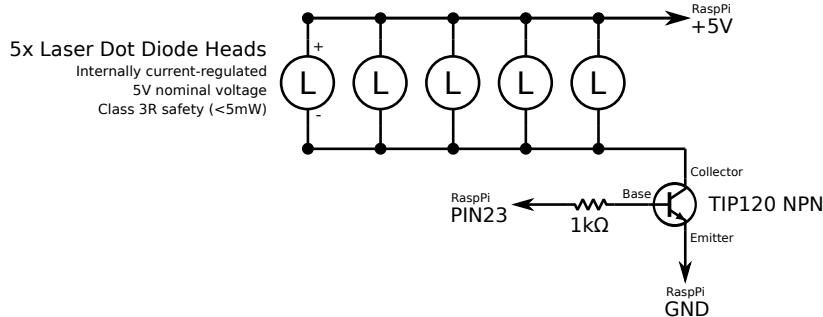 RaspPi
+5V
5x Laser Dot Diode Heads
Internally current-regulated
5V nominal voltage
Class 3R safety (<5mW)
+
-
L L L L L
Collector
RaspPi
PIN23
1kΩ
Base
TIP120 NPN
Emitter
RaspPi
GND